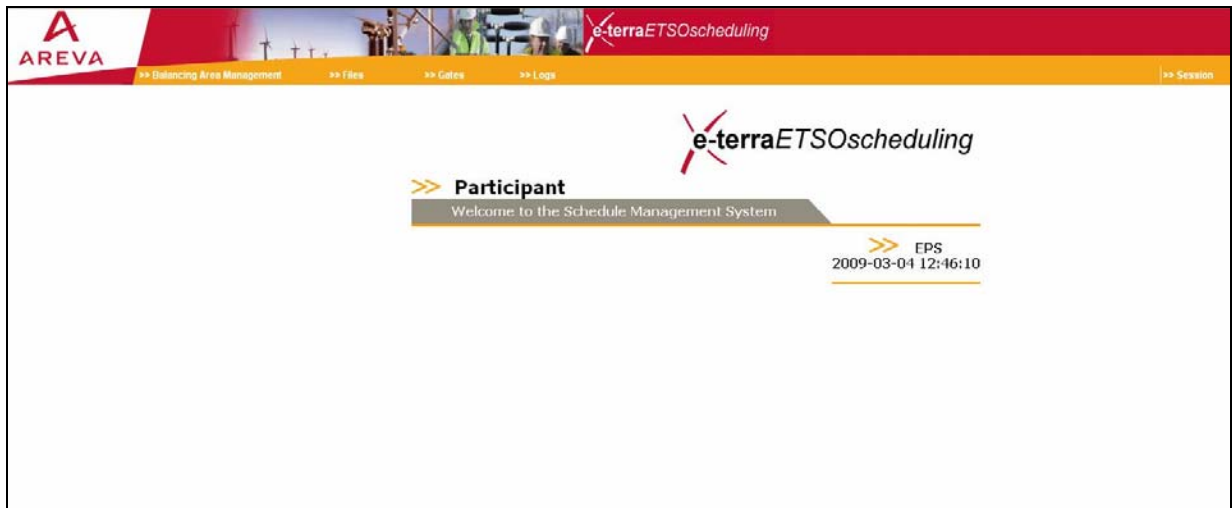 AREVA
e-terraETSOscheduling
>> Balancing Area Management >> Files >> Gates >> Logs >> Session
e-terraETSOscheduling
>> Participant
Welcome to the Schedule Management System
>> EPS
2009-03-04 12:46:10